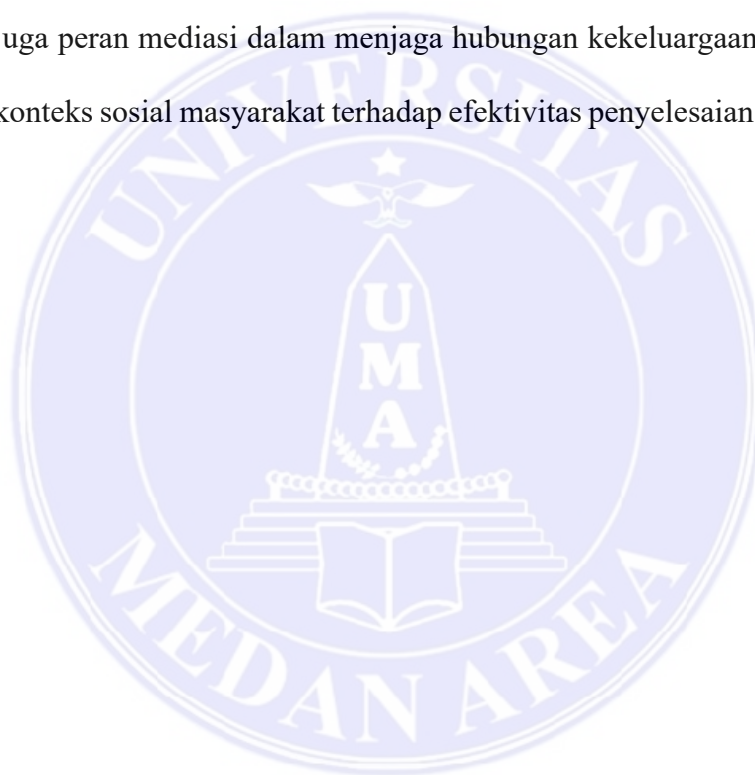 uga peran mediasi dalam menjaga hubungan kekeluargaan
konteks sosial masyarakat terhadap efektivitas penyelesaian
UNIVERSITAS
UMA
MEDAN AREA